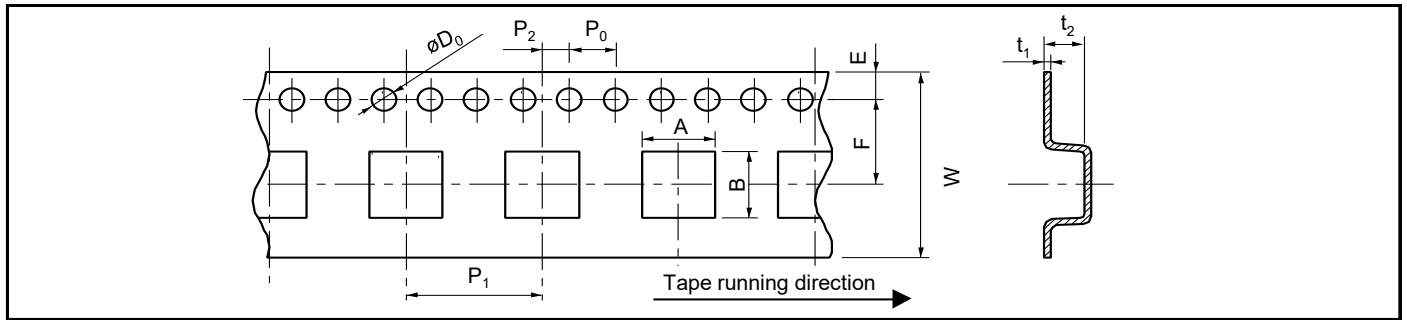 P2
P0
øD0
t2
t1
E
A
F
B
W
P1
Tape running direction